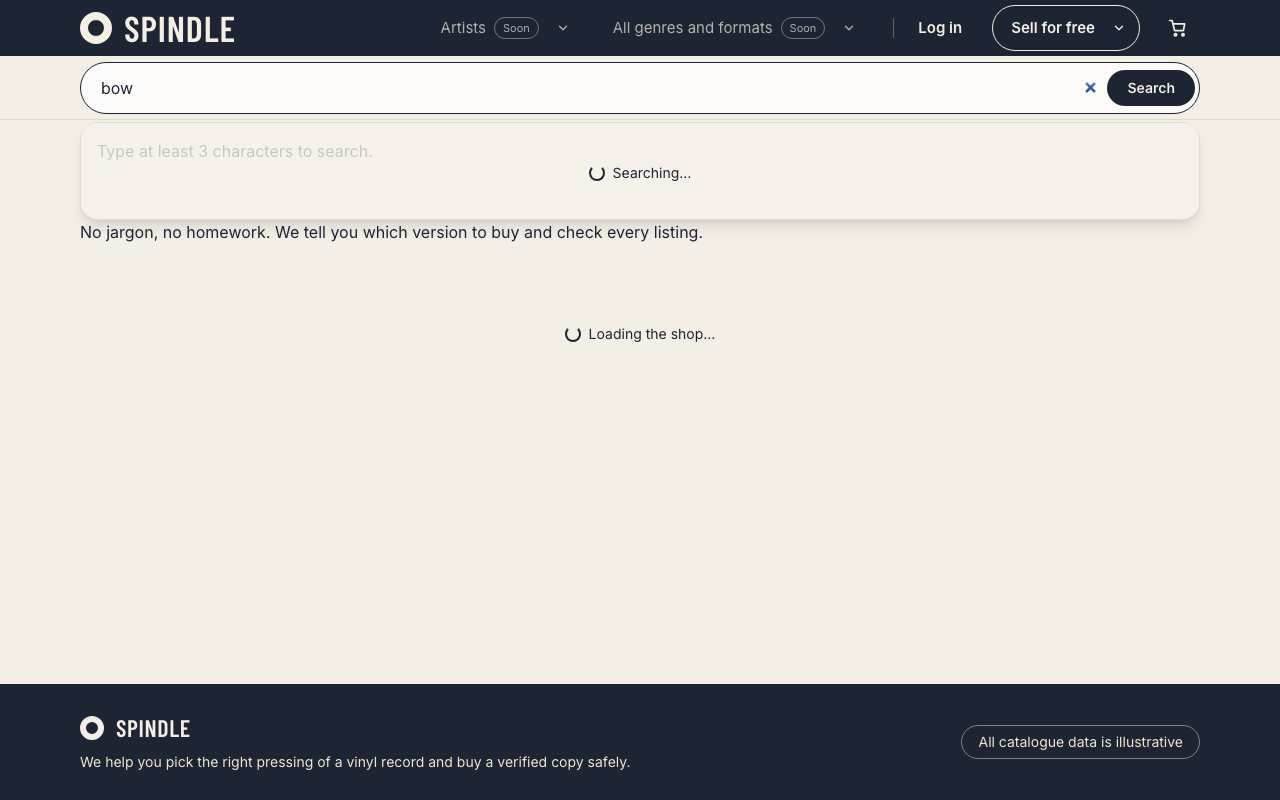 SPINDLE
Artists Soon
All genres and formats Soon
Log in
Sell for free
bow
Search
Type at least 3 characters to search.
Searching...
No jargon, no homework. We tell you which version to buy and check every listing.
Loading the shop...
SPINDLE
We help you pick the right pressing of a vinyl record and buy a verified copy safely.
All catalogue data is illustrative